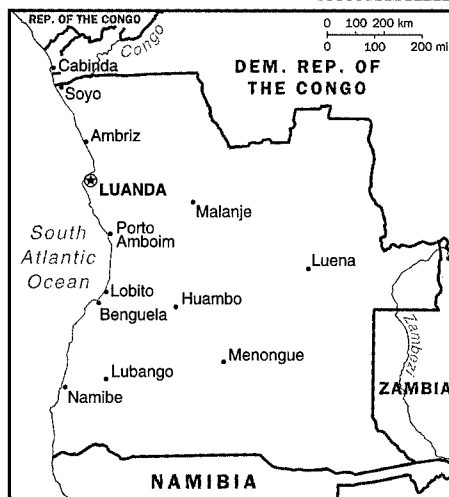 REP. OF THE CONGO
Congo
0 100 200 km
0 100 200 mi
Cabinda
DEM. REP. OF
THE CONGO
Soyo
Ambriz
LUANDA
Malanje
South
Atlantic
Ocean
Porto
Amboim
Luena
Lobito
Benguela
Huambo
Zambezi
Menongue
Lubango
Namibe
ZAMBIA
NAMIBIA